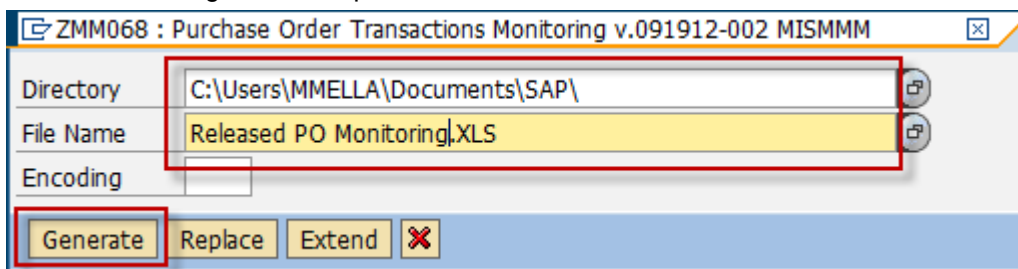 ZMM068 : Purchase Order Transactions Monitoring v.091912-002 MISMMM
Directory C:\Users\MMELLA\Documents\SAP\
File Name Released PO Monitoring.XLS
Encoding
Generate Replace Extend